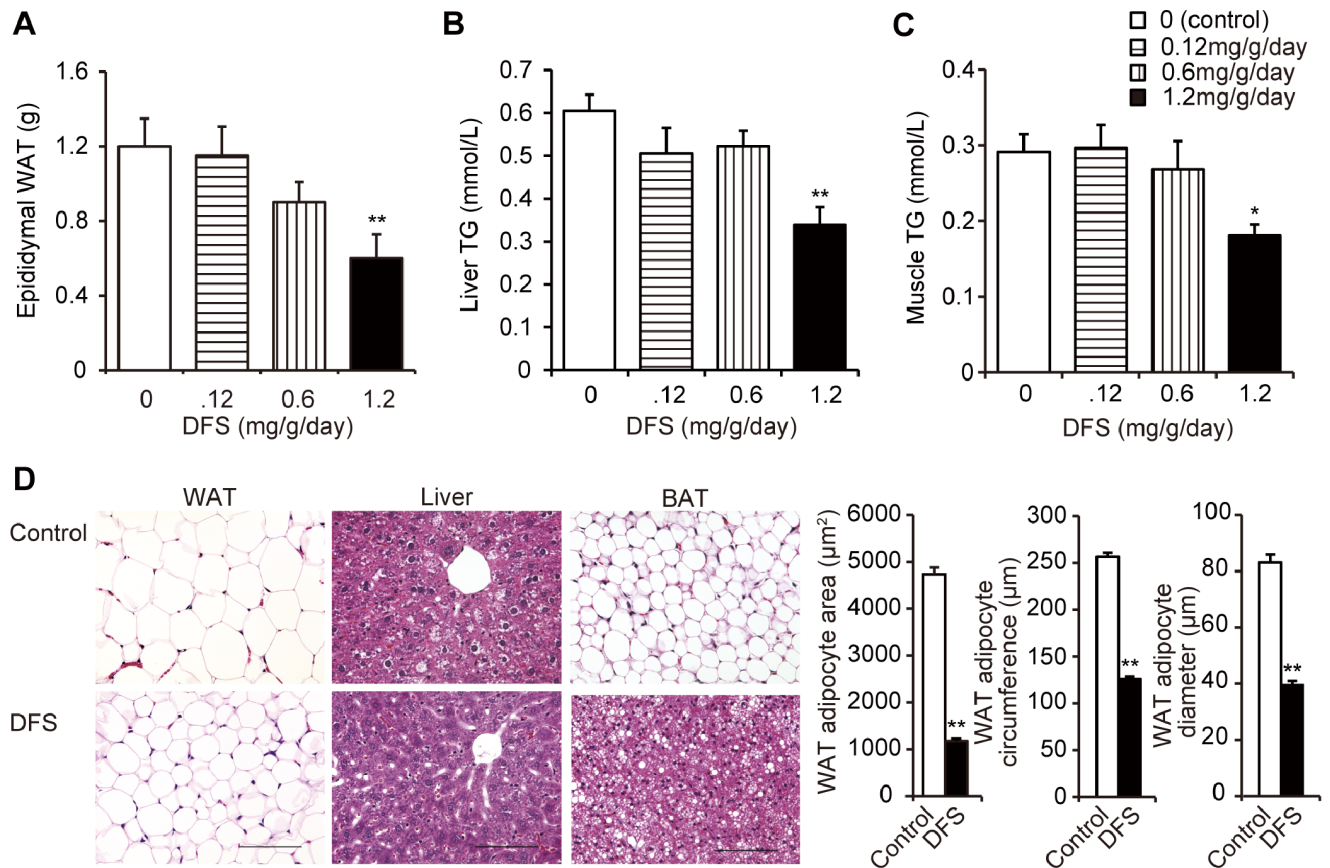 A
Epididymal WAT (g)
1.6
1.2
0.8
0.4
0
**
0 .12 0.6 1.2
DFS (mg/g/day)
B
Liver TG (mmol/L)
0.7
0.6
0.5
0.4
0.3
0.2
0.1
0
**
0 .12 0.6 1.2
DFS (mg/g/day)
C
0 (control)
0.12mg/g/day
0.6mg/g/day
1.2mg/g/day
Muscle TG (mmol/L)
0.4
0.3
0.2
0.1
0
*
0 .12 0.6 1.2
DFS (mg/g/day)
D
WAT Liver BAT
Control
DFS
WAT adipocyte area (µm²)
6000
5000
4000
3000
2000
1000
0
**
Control
DFS
WAT adipocyte
circumference (µm)
300
250
200
150
100
50
0
**
Control
DFS
WAT adipocyte
diameter (µm)
100
80
60
40
20
0
**
Control
DFS